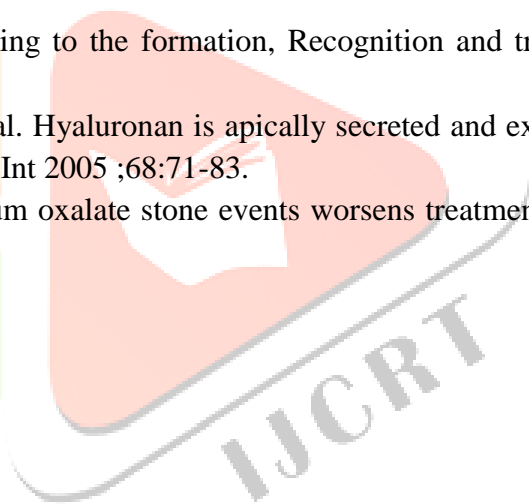 ing to the formation, Recognition and tr
al. Hyaluronan is apically secreted and ex
Int 2005 ;68:71-83.
um oxalate stone events worsens treatmen
IJCRT